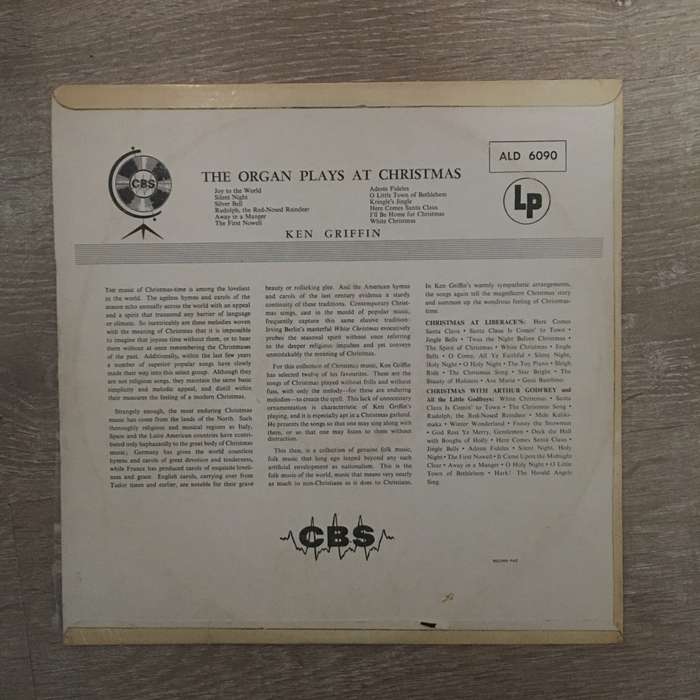 ALD 6090
CBS
THE ORGAN PLAYS AT CHRISTMAS
Lp
Joy to the World
Silent Night
Silver Bell
Rudolph, the Red-Nosed Reindeer
Away in a Manger
The First Nowell
Adeste Fideles
O Little Town of Bethlehem
Kringle's Jingle
Here Comes Santa Claus
I'll Be Home for Christmas
White Christmas
KEN GRIFFIN
THE music of Christmas-time is among the loveliest
in the world. The ageless hymns and carols of the
season echo annually across the world with an appeal
and a spirit that transcend any barrier of language
or climate. So inextricably are these melodies woven
with the meaning of Christmas that it is impossible
to imagine that joyous time without them, or to hear
them without at once remembering the Christmasses
of the past. Additionally, within the last few years
a number of superior popular songs have slowly
made their way into this select group. Although they
are not religious songs, they maintain the same basic
simplicity and melodic appeal, and distil within
their measures the feeling of a modern Christmas.
Strangely enough, the most enduring Christmas
music has come from the lands of the North. Such
thoroughly religious and musical regions as Italy,
Spain and the Latin American countries have contri-
buted only haphazardly to the great body of Christmas
music; Germany has given the world countless
hymns and carols of great devotion and tenderness,
while France has produced carols of exquisite loveli-
ness and grace. English carols, carrying over from
Tudor times and earlier, are notable for their grave
beauty or rollicking glee. And the American hymns
and carols of the last century evidence a sturdy
continuity of these traditions. Contemporary Christ-
mas songs, cast in the mould of popular music,
frequently capture this same elusive tradition:
Irving Berlin's masterful White Christmas evocatively
probes the seasonal spirit without once referring
to the deeper religious impulses and yet conveys
unmistakably the meaning of Christmas.
For this collection of Christmas music, Ken Griffin
has selected twelve of his favourites. These are the
songs of Christmas played without frills and without
fuss, with only the melody—for these are enduring
melodies—to create the spell. This lack of unnecessary
ornamentation is characteristic of Ken Griffin's
playing, and it is especially apt in a Christmas garland.
He presents the songs so that one may sing along with
them, or so that one may listen to them without
distraction.
This then, is a collection of genuine folk music,
folk music that long ago leaped beyond any such
artificial envelopment as nationalism. This is the
folk music of the world, music that means very nearly
as much to non-Christians as it does to Christians.
In Ken Griffin's warmly sympathetic arrangements,
the songs again tell the magnificent Christmas story
and summon up the wondrous feeling of Christmas-
time.
CHRISTMAS AT LIBERACE'S: Here Comes
Santa Claus • Santa Claus Is Comin' to Town •
Jingle Bells • 'Twas the Night Before Christmas •
The Spirit of Christmas • White Christmas • Jingle
Bells • O Come, All Ye Faithful • Silent Night,
Holy Night • O Holy Night • The Toy Piano • Sleigh
Ride • The Christmas Song • Star Bright • The
Beauty of Holiness • Ave Maria • Gesu Bambino.
CHRISTMAS WITH ARTHUR GODFREY and
All the Little Godfreys: White Christmas • Santa
Claus Is Comin' to Town • The Christmas Song •
Rudolph, the Red-Nosed Reindeer • Mele Kaliki-
maka • Winter Wonderland • Frosty the Snowman
• God Rest Ye Merry, Gentlemen • Deck the Hall
with Boughs of Holly • Here Comes Santa Claus •
Jingle Bells • Adeste Fideles • Silent Night, Holy
Night • The First Nowell • It Came Upon the Midnight
Clear • Away in a Manger • O Holy Night • O Little
Town of Bethlehem • Hark! The Herald Angels
Sing.
CBS